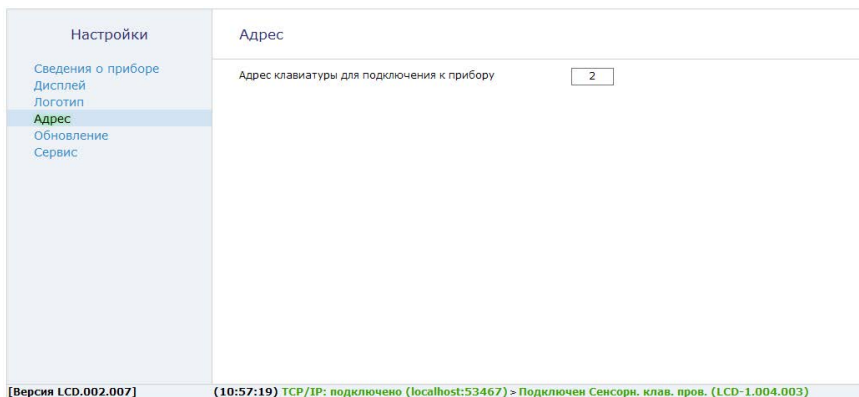 Настройки
Сведения о приборе
Дисплей
Логотип
Адрес
Обновление
Сервис
Адрес
Адрес клавиатуры для подключения к прибору 2
[Версия LCD.002.007] (10:57:19) TCP/IP: подключено (localhost:53467) > Подключен Сенсорн. клав. пров. (LCD-1.004.003)